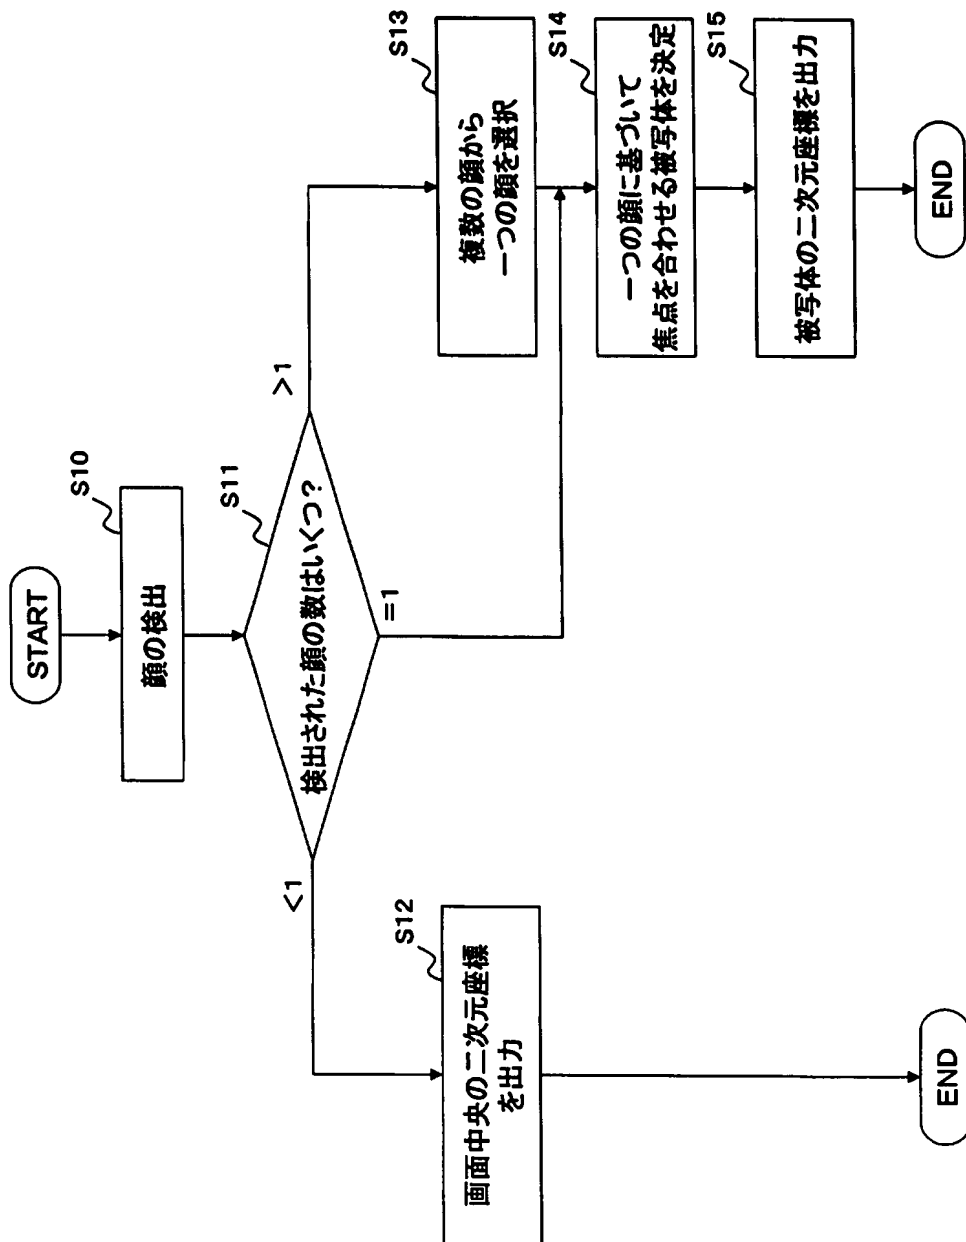 START
S10
顔の検出
S11
検出された顔の数はいくつ?
<1
=1
>1
S12
画面中央の二次元座標
を出力
END
S13
複数の顔から
一つの顔を選択
S14
一つの顔に基づいて
焦点を合わせる被写体を決定
S15
被写体の二次元座標を出力
END